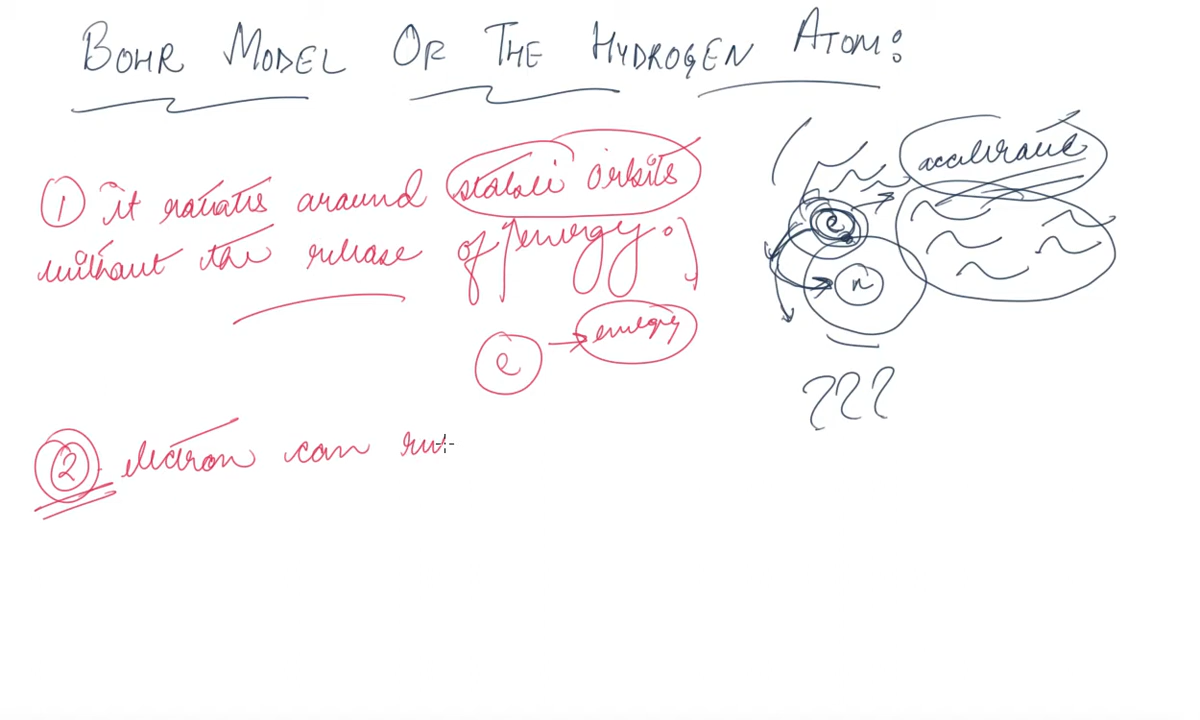 BOHR MODEL OF THE HYDROGEN ATOM:
accelerated
① it rotates around stable orbits
without the release of energy.
e
n
e → energy
???
② electron can